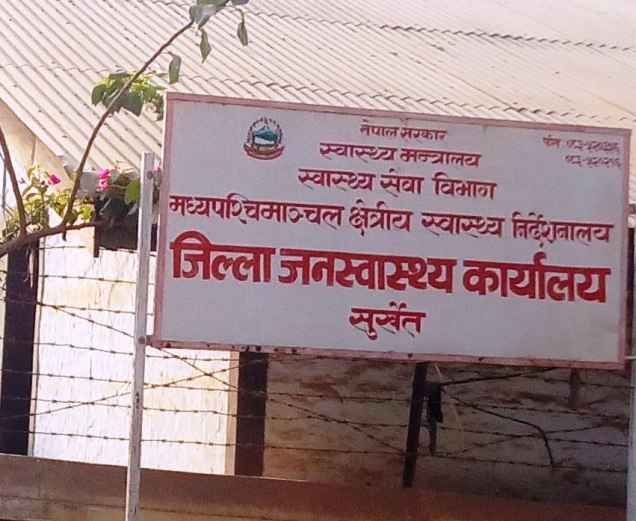 नेपाल सरकार
स्वास्थ्य मन्त्रालय
स्वास्थ्य सेवा विभाग
मध्यपश्चिमाञ्चल क्षेत्रीय स्वास्थ्य निर्देशनालय
जिल्ला जनस्वास्थ्य कार्यालय
सुर्खेत
फोन